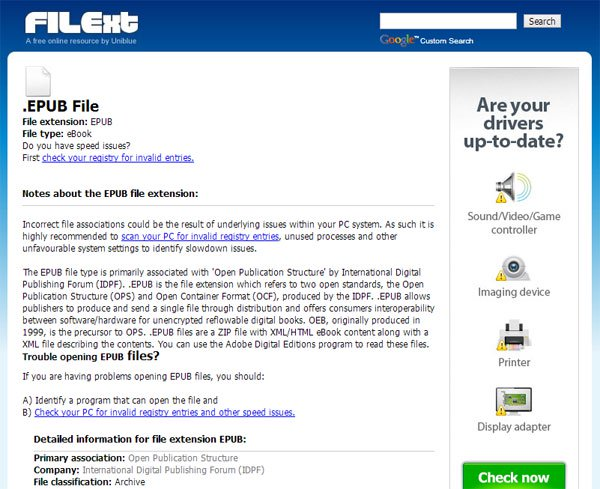 FILExt
A free online resource by Uniblue
Search
Google™ Custom Search
.EPUB File
File extension: EPUB
File type: eBook
Do you have speed issues?
First check your registry for invalid entries.
Notes about the EPUB file extension:
Incorrect file associations could be the result of underlying issues within your PC system. As such it is
highly recommended to scan your PC for invalid registry entries, unused processes and other
unfavourable system settings to identify slowdown issues.
The EPUB file type is primarily associated with 'Open Publication Structure' by International Digital
Publishing Forum (IDPF). .EPUB is the file extension which refers to two open standards, the Open
Publication Structure (OPS) and Open Container Format (OCF), produced by the IDPF. .EPUB allows
publishers to produce and send a single file through distribution and offers consumers interoperability
between software/hardware for unencrypted reflowable digital books. OEB, originally produced in
1999, is the precursor to OPS. .EPUB files are a ZIP file with XML/HTML eBook content along with a
XML file describing the contents. You can use the Adobe Digital Editions program to read these files.
Trouble opening EPUB files?
If you are having problems opening EPUB files, you should:
A) Identify a program that can open the file and
B) Check your PC for invalid registry entries and other speed issues.
Detailed information for file extension EPUB:
Primary association: Open Publication Structure
Company: International Digital Publishing Forum (IDPF)
File classification: Archive
Are your
drivers
up-to-date?
Sound/Video/Game
controller
Imaging device
Printer
Display adapter
Check now